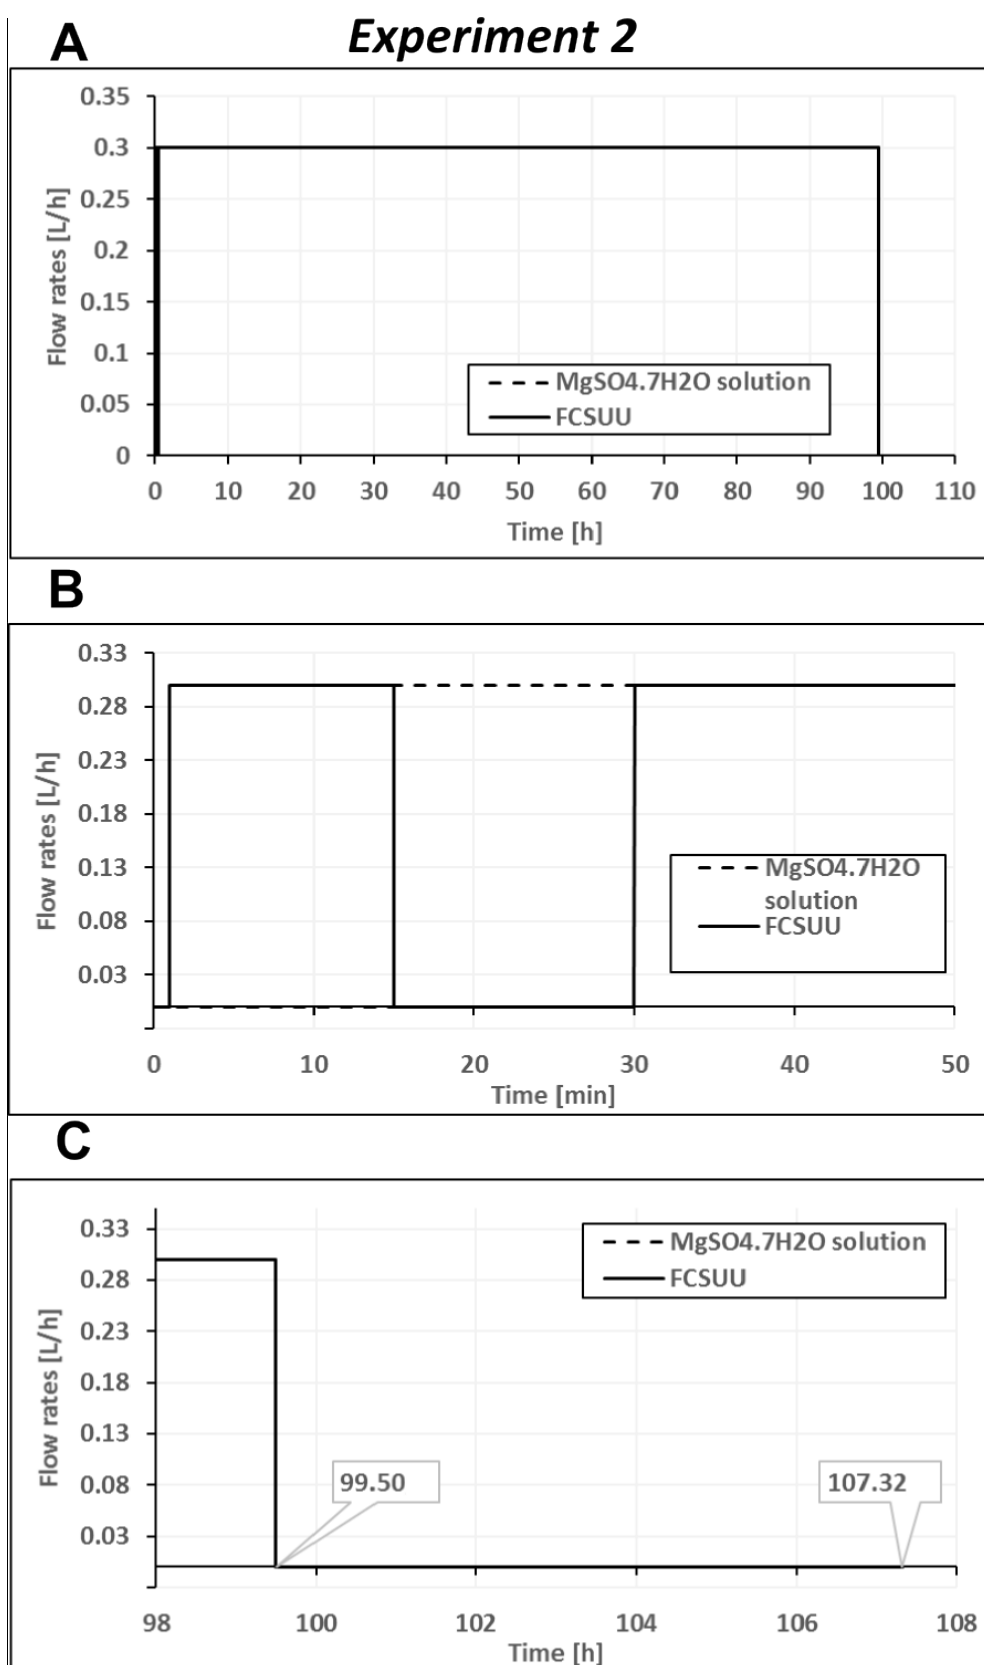 A
Experiment 2
0.35
0.3
0.25
0.2
0.15
0.1
0.05
0
Flow rates [L/h]
MgSO4.7H2O solution
FCSUU
0 10 20 30 40 50 60 70 80 90 100 110
Time [h]
B
0.33
0.28
0.23
0.18
0.13
0.08
0.03
Flow rates [L/h]
MgSO4.7H2O
solution
FCSUU
0 10 20 30 40 50
Time [min]
C
0.33
0.28
0.23
0.18
0.13
0.08
0.03
Flow rates [L/h]
MgSO4.7H2O solution
FCSUU
99.50
107.32
98 100 102 104 106 108
Time [h]